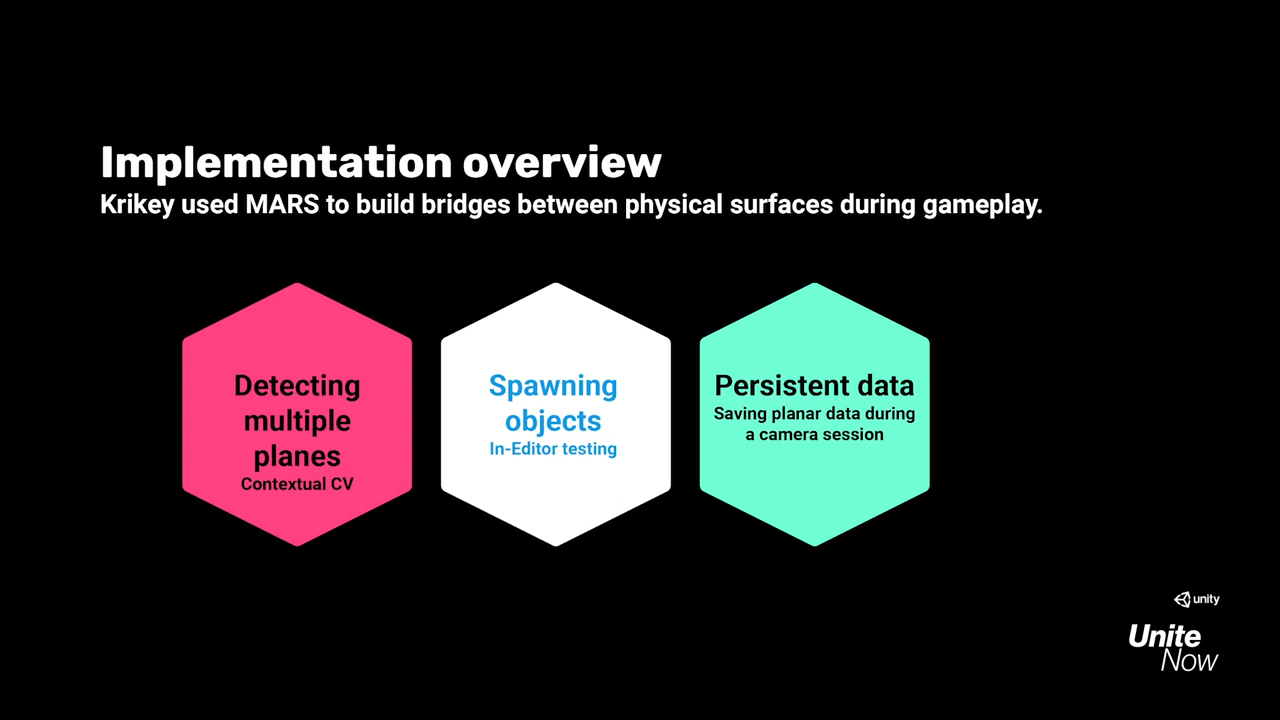 Implementation overview
Krikey used MARS to build bridges between physical surfaces during gameplay.
Detecting
multiple
planes
Contextual CV
Spawning
objects
In-Editor testing
Persistent data
Saving planar data during
a camera session
unity
Unite
Now